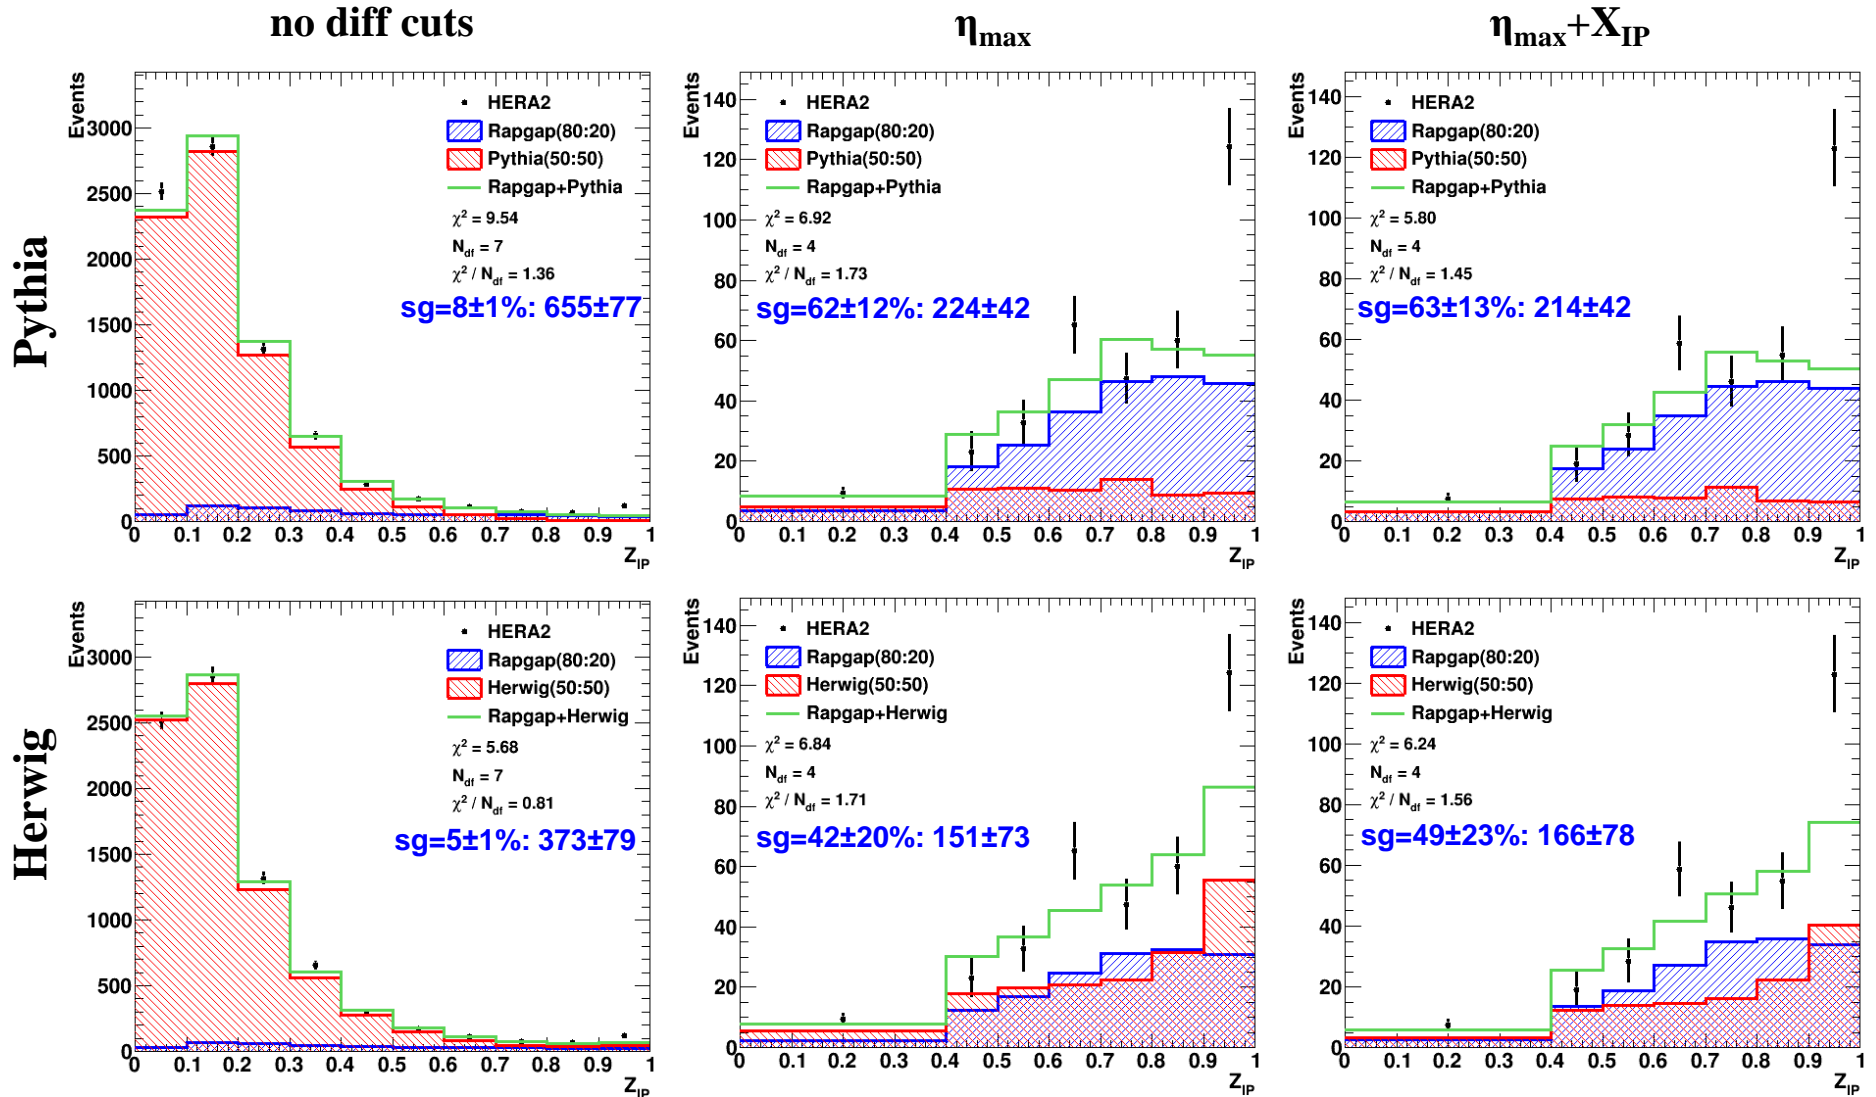 no diff cuts
ηmax
ηmax+XIP
Pythia
Events
3000
2500
2000
1500
1000
500
0
HERA2
Rapgap(80:20)
Pythia(50:50)
Rapgap+Pythia
χ² = 9.54
Ndf = 7
χ² / Ndf = 1.36
sg=8±1%: 655±77
0 0.1 0.2 0.3 0.4 0.5 0.6 0.7 0.8 0.9 1
ZIP
Events
140
120
100
80
60
40
20
0
HERA2
Rapgap(80:20)
Pythia(50:50)
Rapgap+Pythia
χ² = 6.92
Ndf = 4
χ² / Ndf = 1.73
sg=62±12%: 224±42
0 0.1 0.2 0.3 0.4 0.5 0.6 0.7 0.8 0.9 1
ZIP
Events
140
120
100
80
60
40
20
0
HERA2
Rapgap(80:20)
Pythia(50:50)
Rapgap+Pythia
χ² = 5.80
Ndf = 4
χ² / Ndf = 1.45
sg=63±13%: 214±42
0 0.1 0.2 0.3 0.4 0.5 0.6 0.7 0.8 0.9 1
ZIP
Herwig
Events
3000
2500
2000
1500
1000
500
0
HERA2
Rapgap(80:20)
Herwig(50:50)
Rapgap+Herwig
χ² = 5.68
Ndf = 7
χ² / Ndf = 0.81
sg=5±1%: 373±79
0 0.1 0.2 0.3 0.4 0.5 0.6 0.7 0.8 0.9 1
ZIP
Events
140
120
100
80
60
40
20
0
HERA2
Rapgap(80:20)
Herwig(50:50)
Rapgap+Herwig
χ² = 6.84
Ndf = 4
χ² / Ndf = 1.71
sg=42±20%: 151±73
0 0.1 0.2 0.3 0.4 0.5 0.6 0.7 0.8 0.9 1
ZIP
Events
140
120
100
80
60
40
20
0
HERA2
Rapgap(80:20)
Herwig(50:50)
Rapgap+Herwig
χ² = 6.24
Ndf = 4
χ² / Ndf = 1.56
sg=49±23%: 166±78
0 0.1 0.2 0.3 0.4 0.5 0.6 0.7 0.8 0.9 1
ZIP